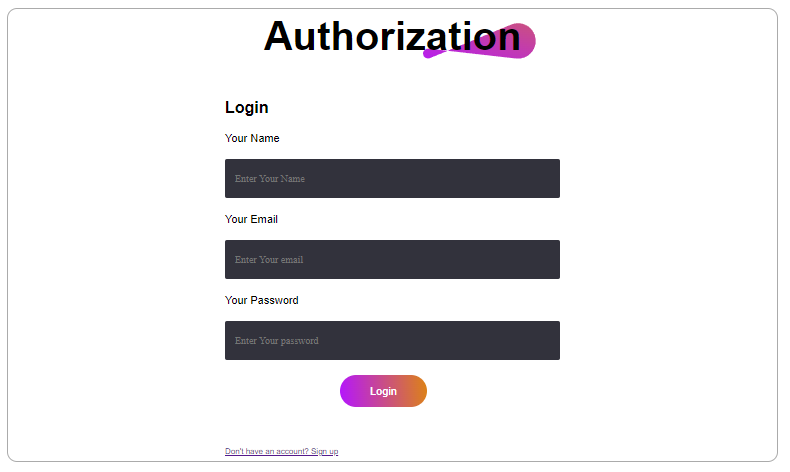 Authorization
Login
Your Name
Enter Your Name
Your Email
Enter Your email
Your Password
Enter Your password
Login
Don't have an account? Sign up